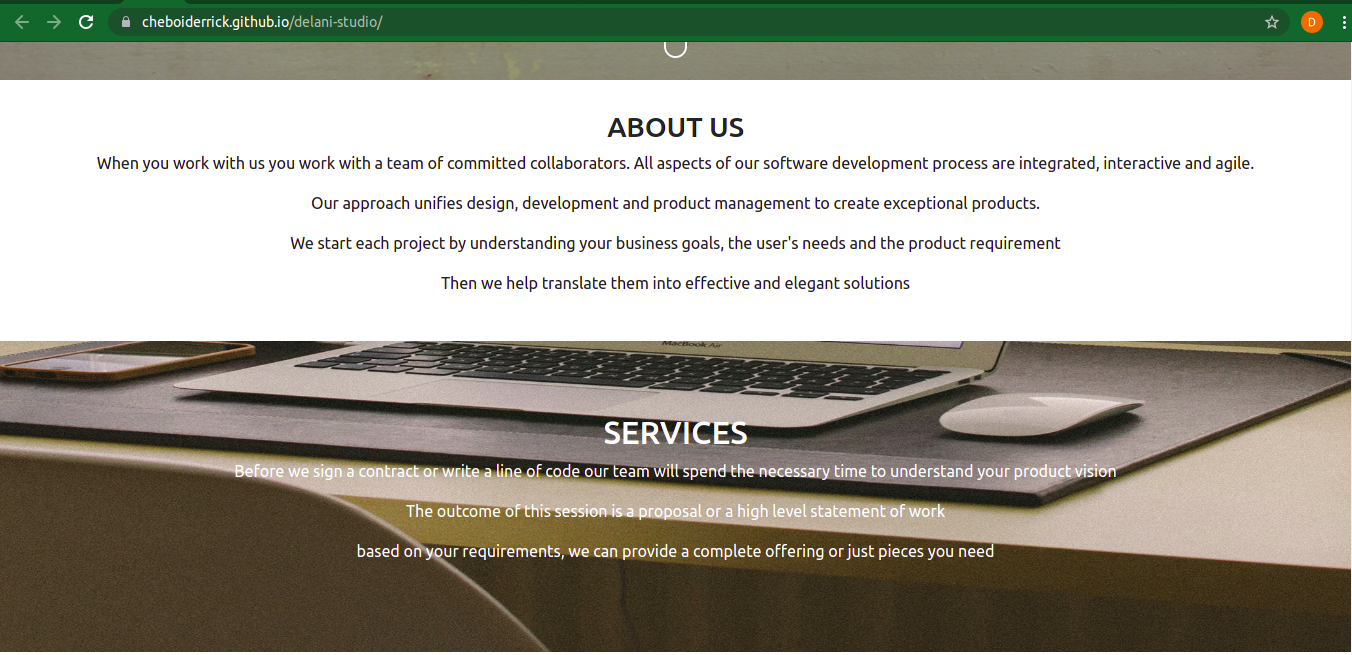 cheboiderrick.github.io/delani-studio/
D
ABOUT US
When you work with us you work with a team of committed collaborators. All aspects of our software development process are integrated, interactive and agile.
Our approach unifies design, development and product management to create exceptional products.
We start each project by understanding your business goals, the user's needs and the product requirement
Then we help translate them into effective and elegant solutions
MacBook Air
SERVICES
Before we sign a contract or write a line of code our team will spend the necessary time to understand your product vision
The outcome of this session is a proposal or a high level statement of work
based on your requirements, we can provide a complete offering or just pieces you need